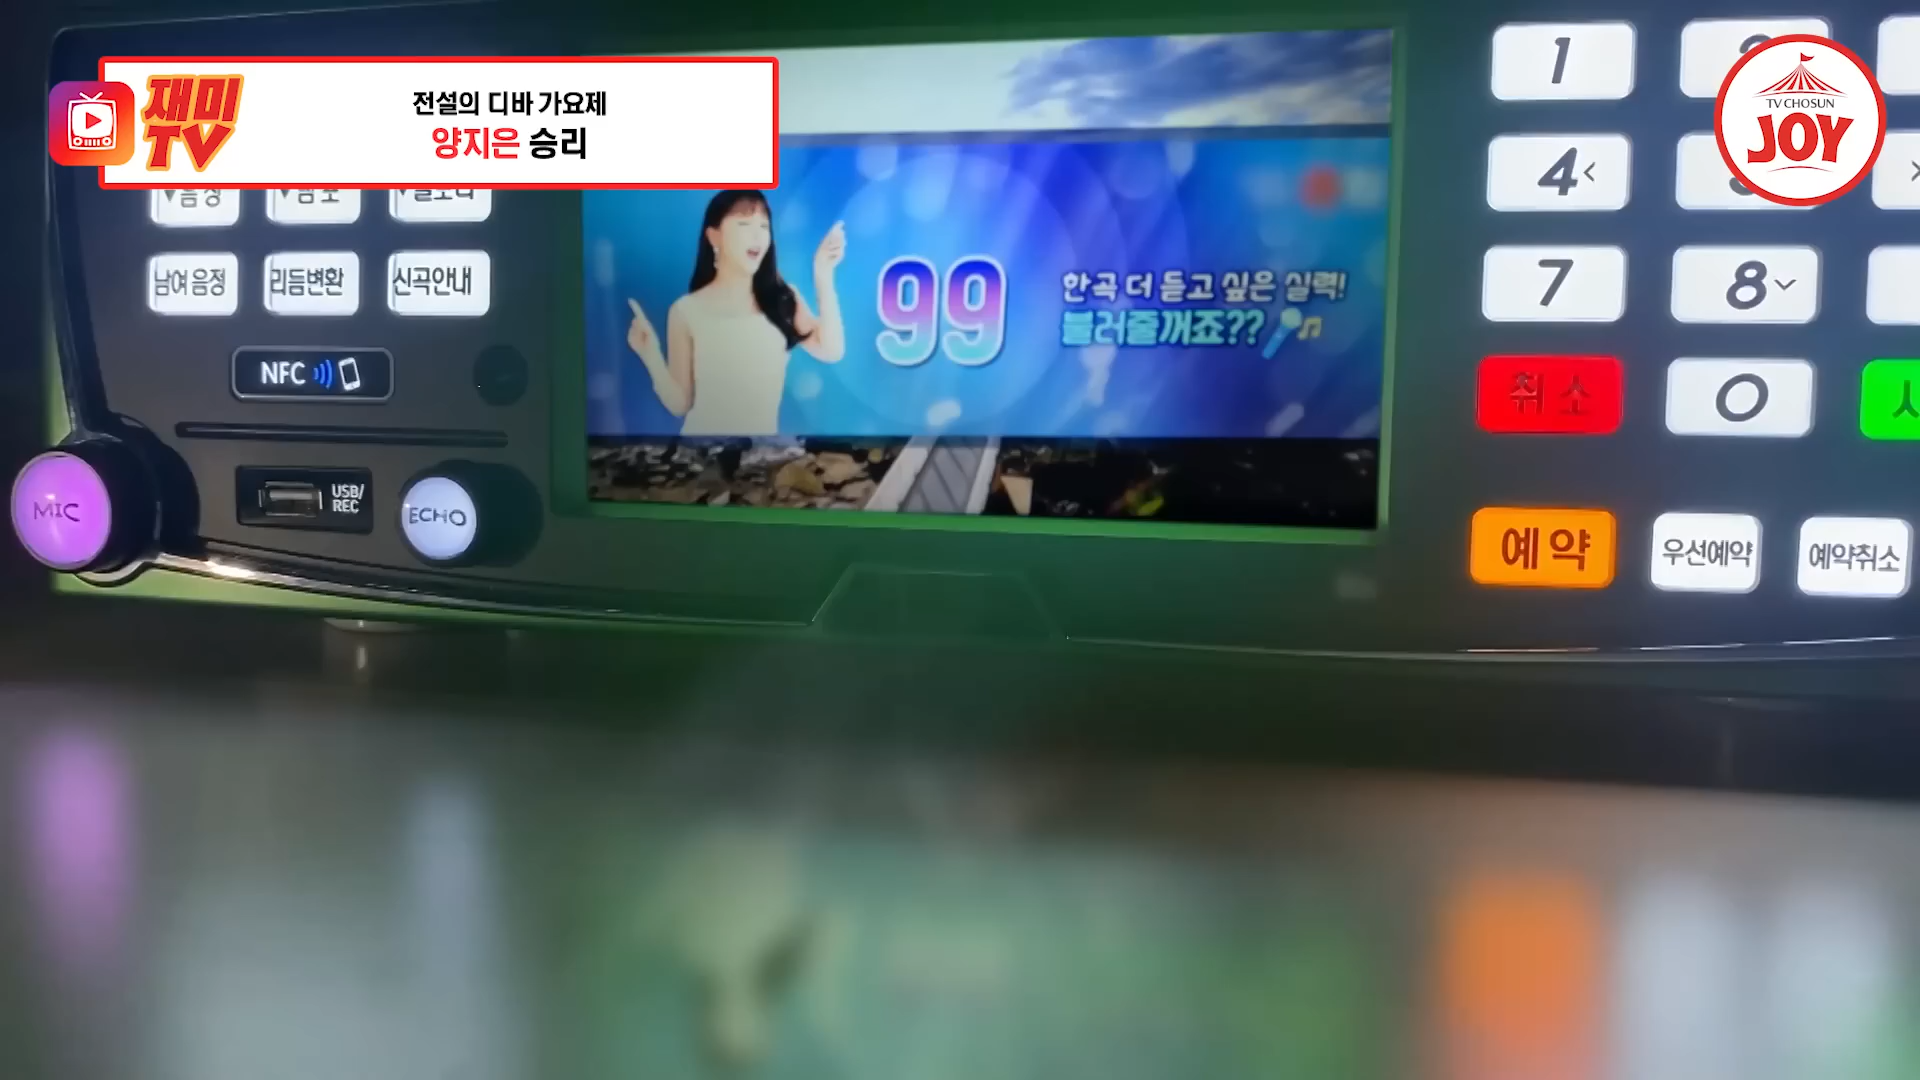 재미
TV
전설의 디바 가요제
양지은 승리
TV CHOSUN
JOY
남여음정
리듬변환
신곡안내
NFC
USB/
REC
MIC
ECHO
99
한곡 더 듣고 싶은 실력!
불러줄꺼죠??
1
4
7
8
취소
0
예약
우선예약
예약취소